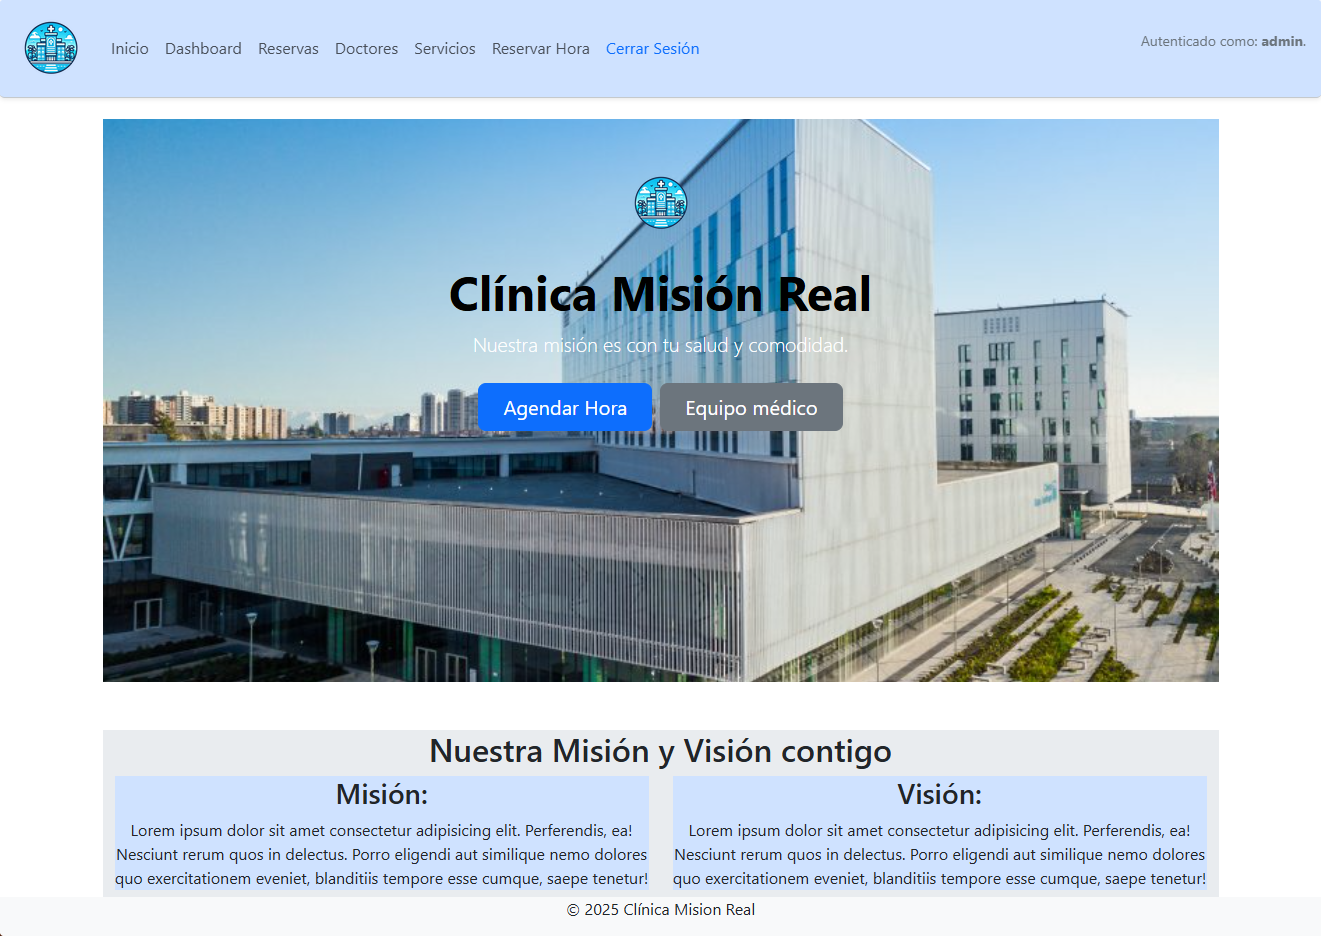 Inicio Dashboard Reservas Doctores Servicios Reservar Hora Cerrar Sesión
Autenticado como: admin.
Clínica Misión Real
Nuestra misión es con tu salud y comodidad.
Agendar Hora
Equipo médico
Nuestra Misión y Visión contigo
Misión:
Lorem ipsum dolor sit amet consectetur adipisicing elit. Perferendis, ea!
Nesciunt rerum quos in delectus. Porro eligendi aut similique nemo dolores
quo exercitationem eveniet, blanditiis tempore esse cumque, saepe tenetur!
Visión:
Lorem ipsum dolor sit amet consectetur adipisicing elit. Perferendis, ea!
Nesciunt rerum quos in delectus. Porro eligendi aut similique nemo dolores
quo exercitationem eveniet, blanditiis tempore esse cumque, saepe tenetur!
© 2025 Clínica Mision Real